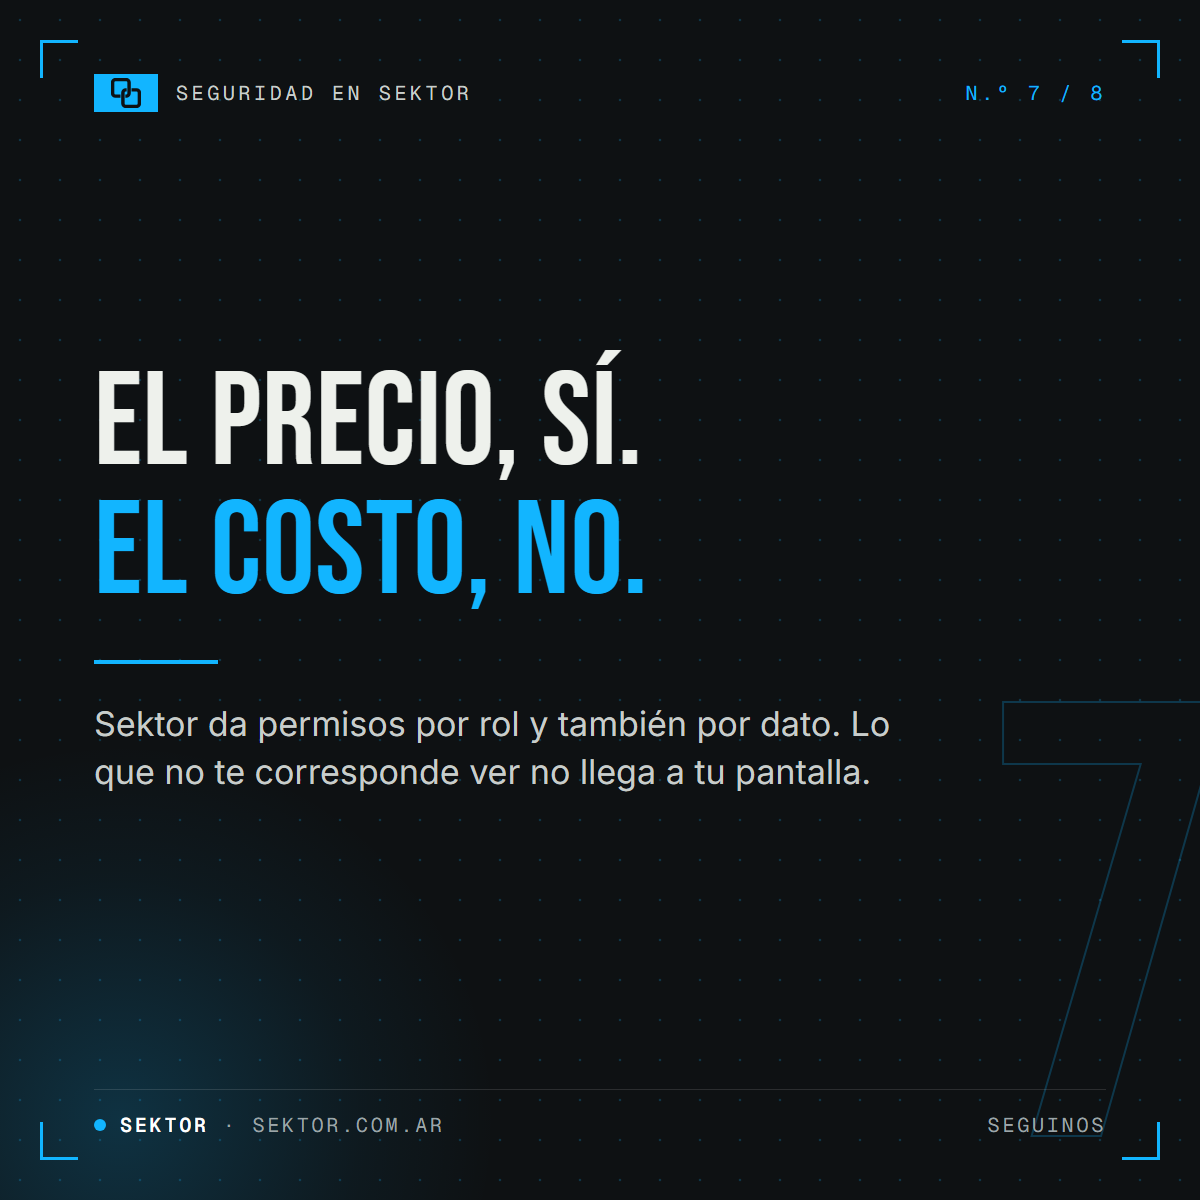 SEGURIDAD EN SEKTOR
N.º 7 / 8
EL PRECIO, SÍ.
EL COSTO, NO.
Sektor da permisos por rol y también por dato. Lo
que no te corresponde ver no llega a tu pantalla.
7
SEKTOR · SEKTOR.COM.AR
SEGUINOS